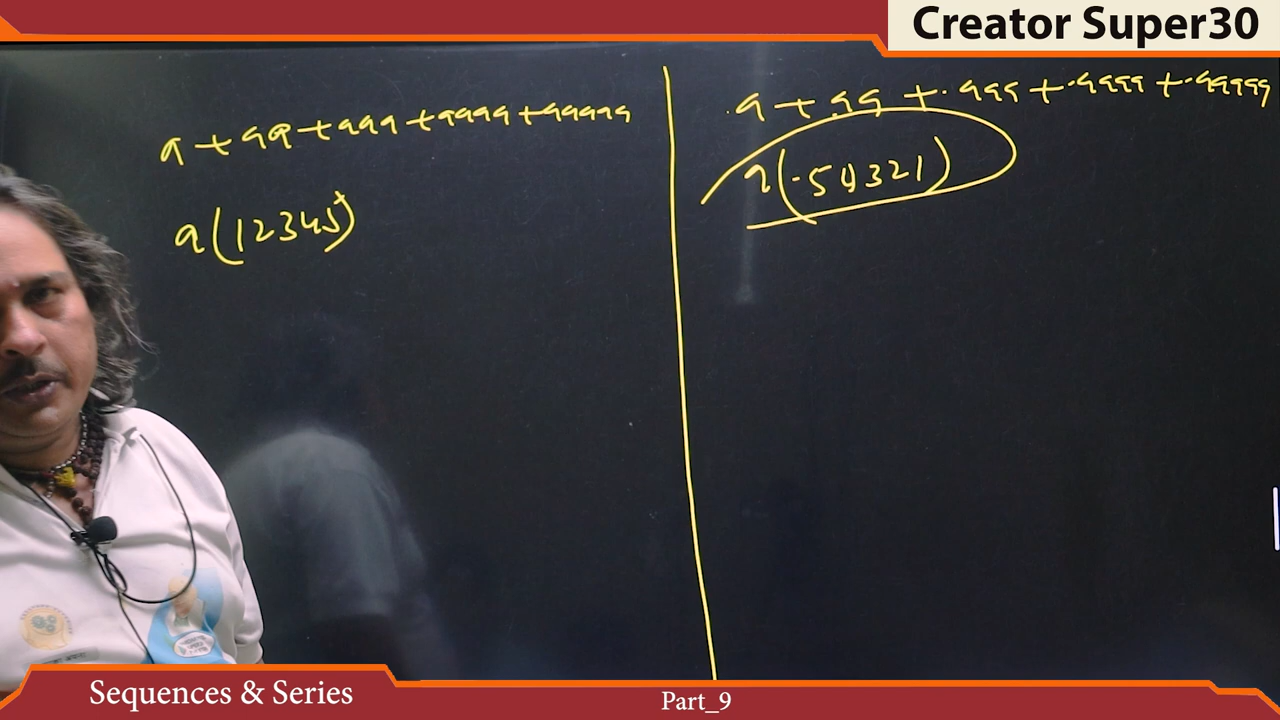 Creator Super30
9 + 99 + 999 + 9999 + 99999
9(12345)
.9 + .99 + .999 + .9999 + .99999
9(.54321)
Sequences & Series
Part_9